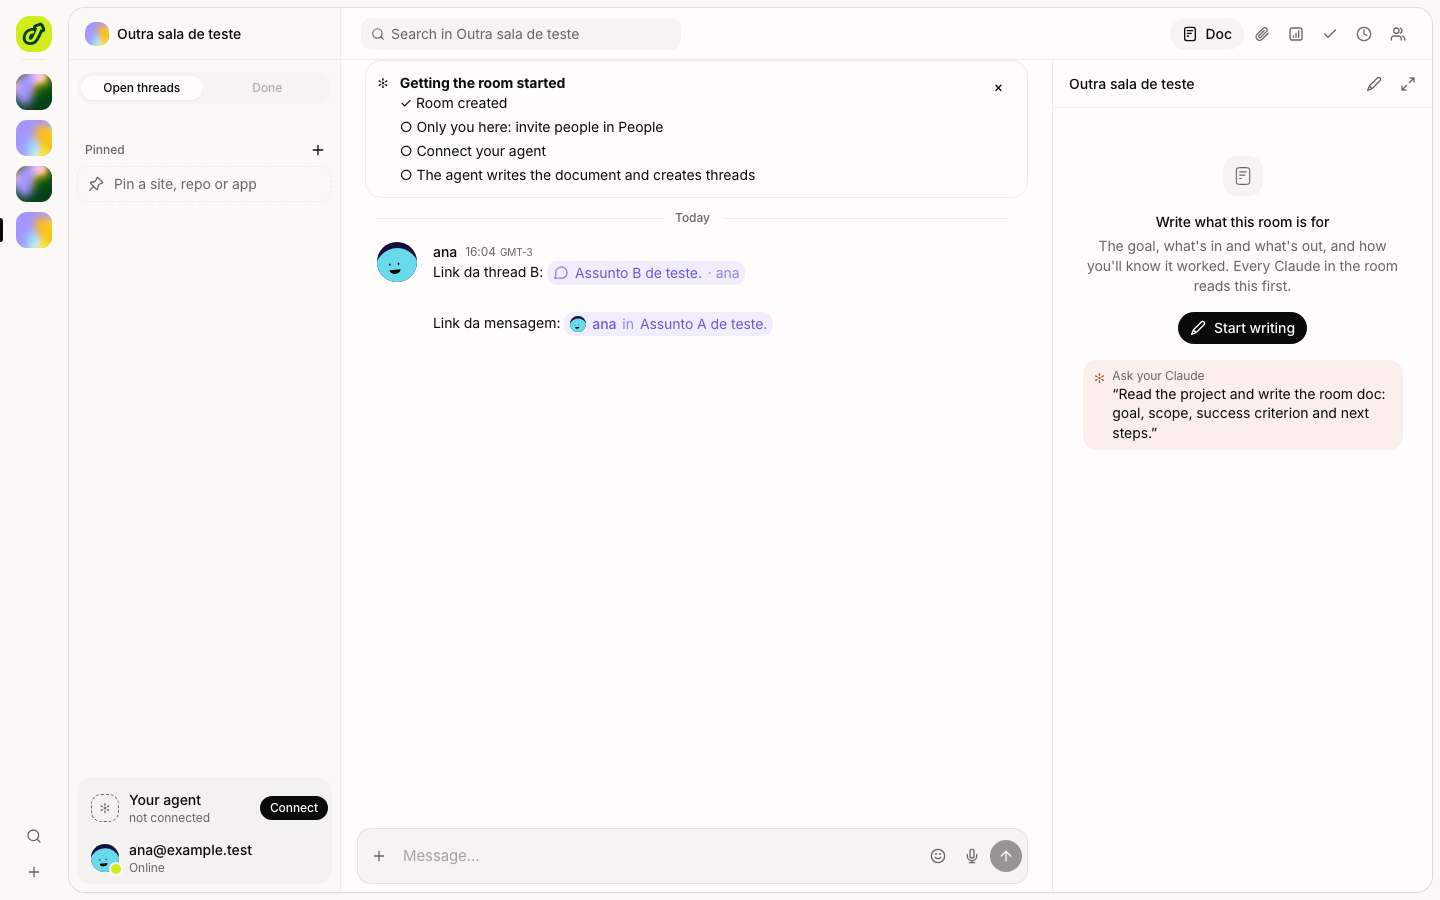 Outra sala de teste
Search in Outra sala de teste
Doc
Open threads
Done
Pinned
Pin a site, repo or app
Getting the room started
Room created
Only you here: invite people in People
Connect your agent
The agent writes the document and creates threads
Today
ana 16:04 GMT-3
Link da thread B: Assunto B de teste. · ana
Link da mensagem: ana in Assunto A de teste.
Message...
Your agent
not connected
Connect
ana@example.test
Online
Outra sala de teste
Write what this room is for
The goal, what's in and what's out, and how
you'll know it worked. Every Claude in the room
reads this first.
Start writing
Ask your Claude
“Read the project and write the room doc:
goal, scope, success criterion and next
steps.”